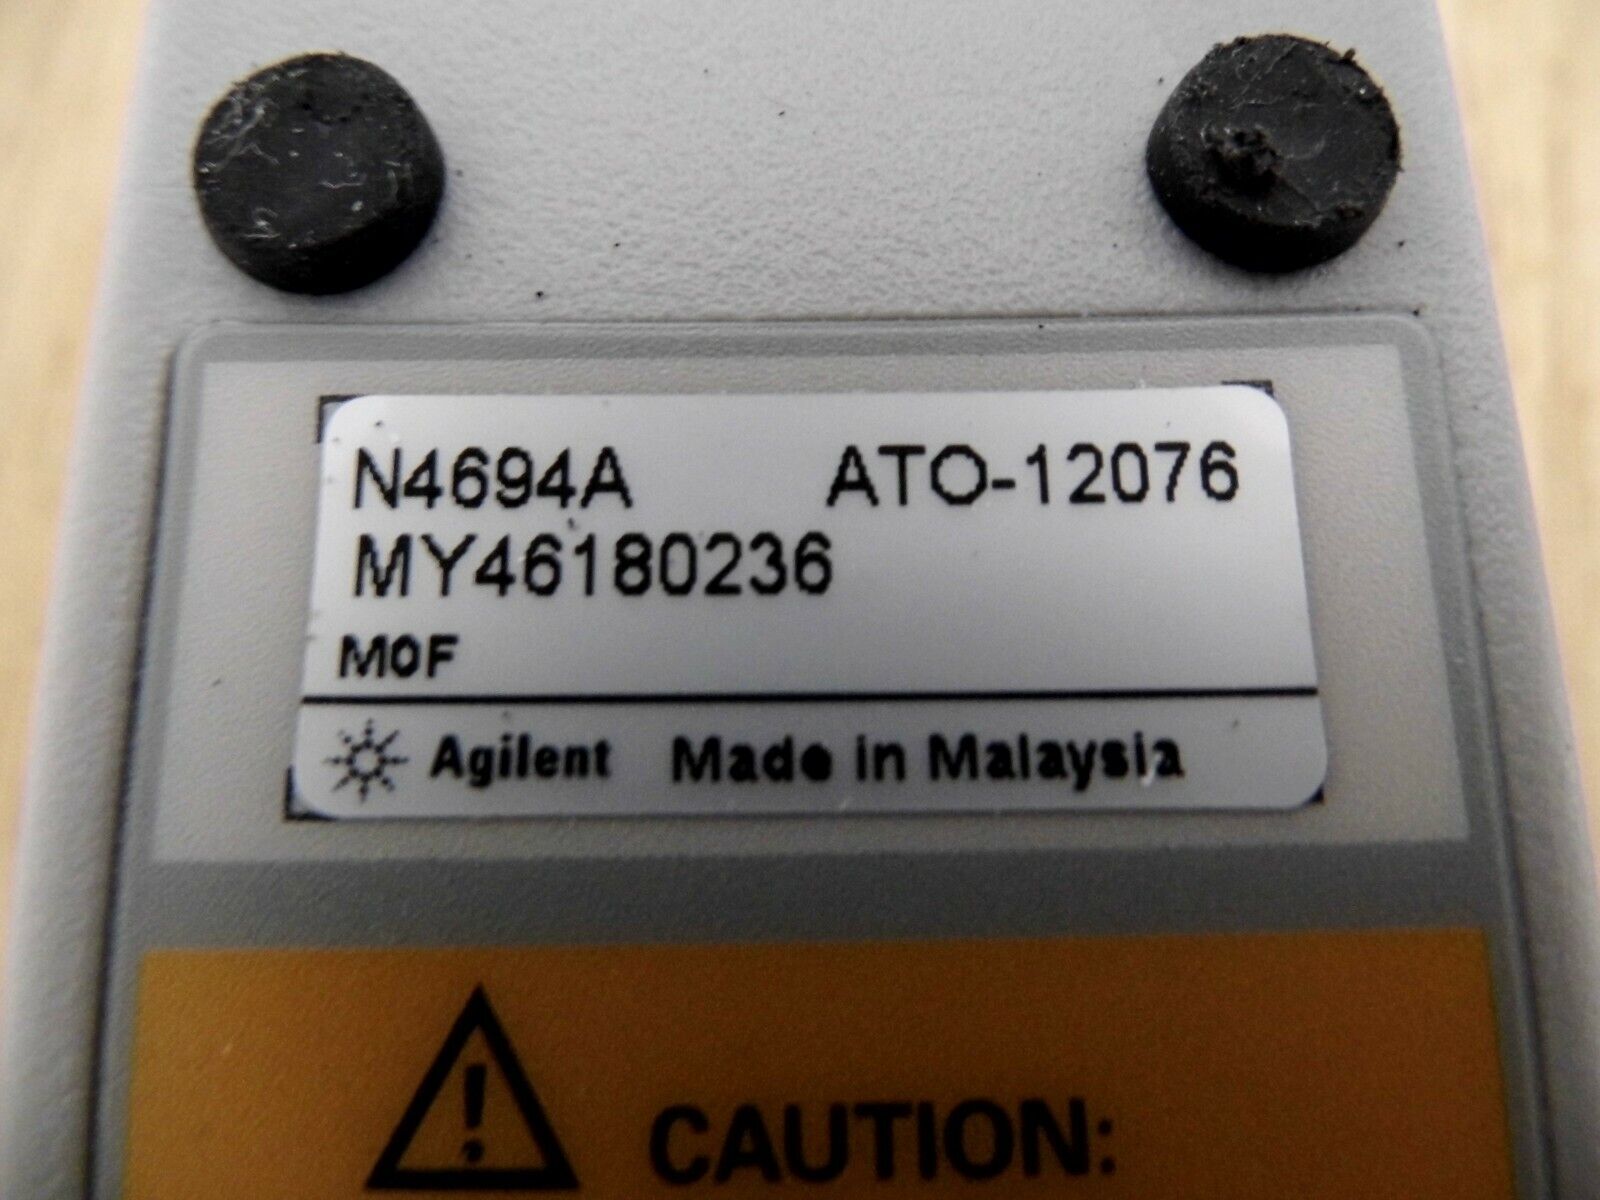 N4694A ATO-12076
MY46180236
M0F
Agilent Made in Malaysia
CAUTION: